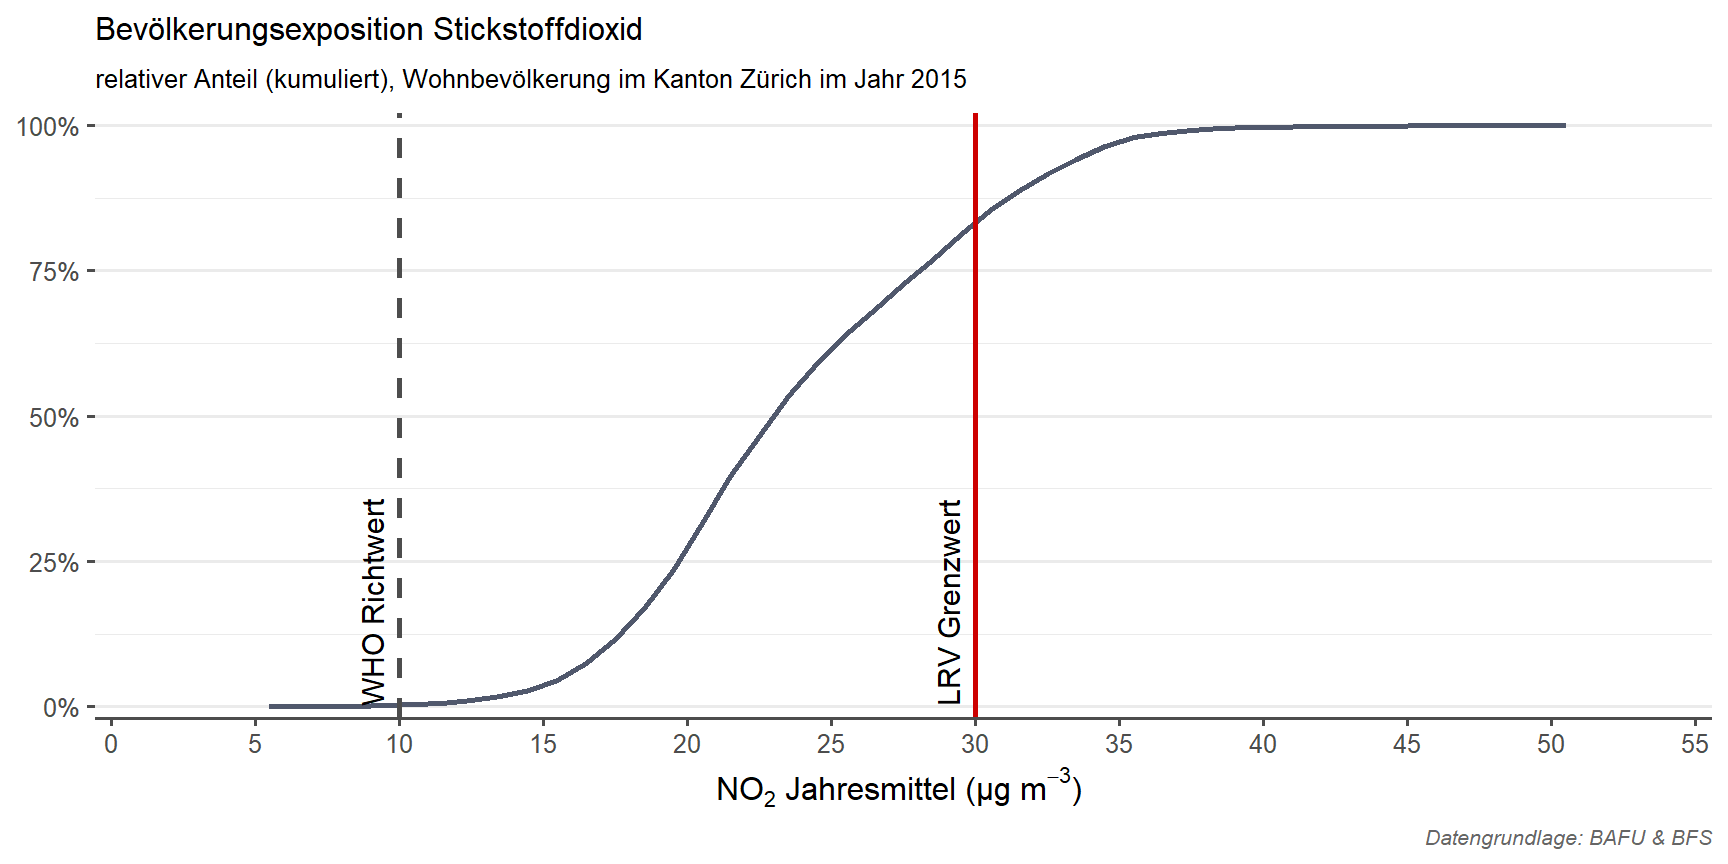 Bevölkerungsexposition Stickstoffdioxid
relativer Anteil (kumuliert), Wohnbevölkerung im Kanton Zürich im Jahr 2015
100%
75%
50%
25%
0%
WHO Richtwert
LRV Grenzwert
0 5 10 15 20 25 30 35 40 45 50 55
NO₂ Jahresmittel (µg m⁻³)
Datengrundlage: BAFU & BFS